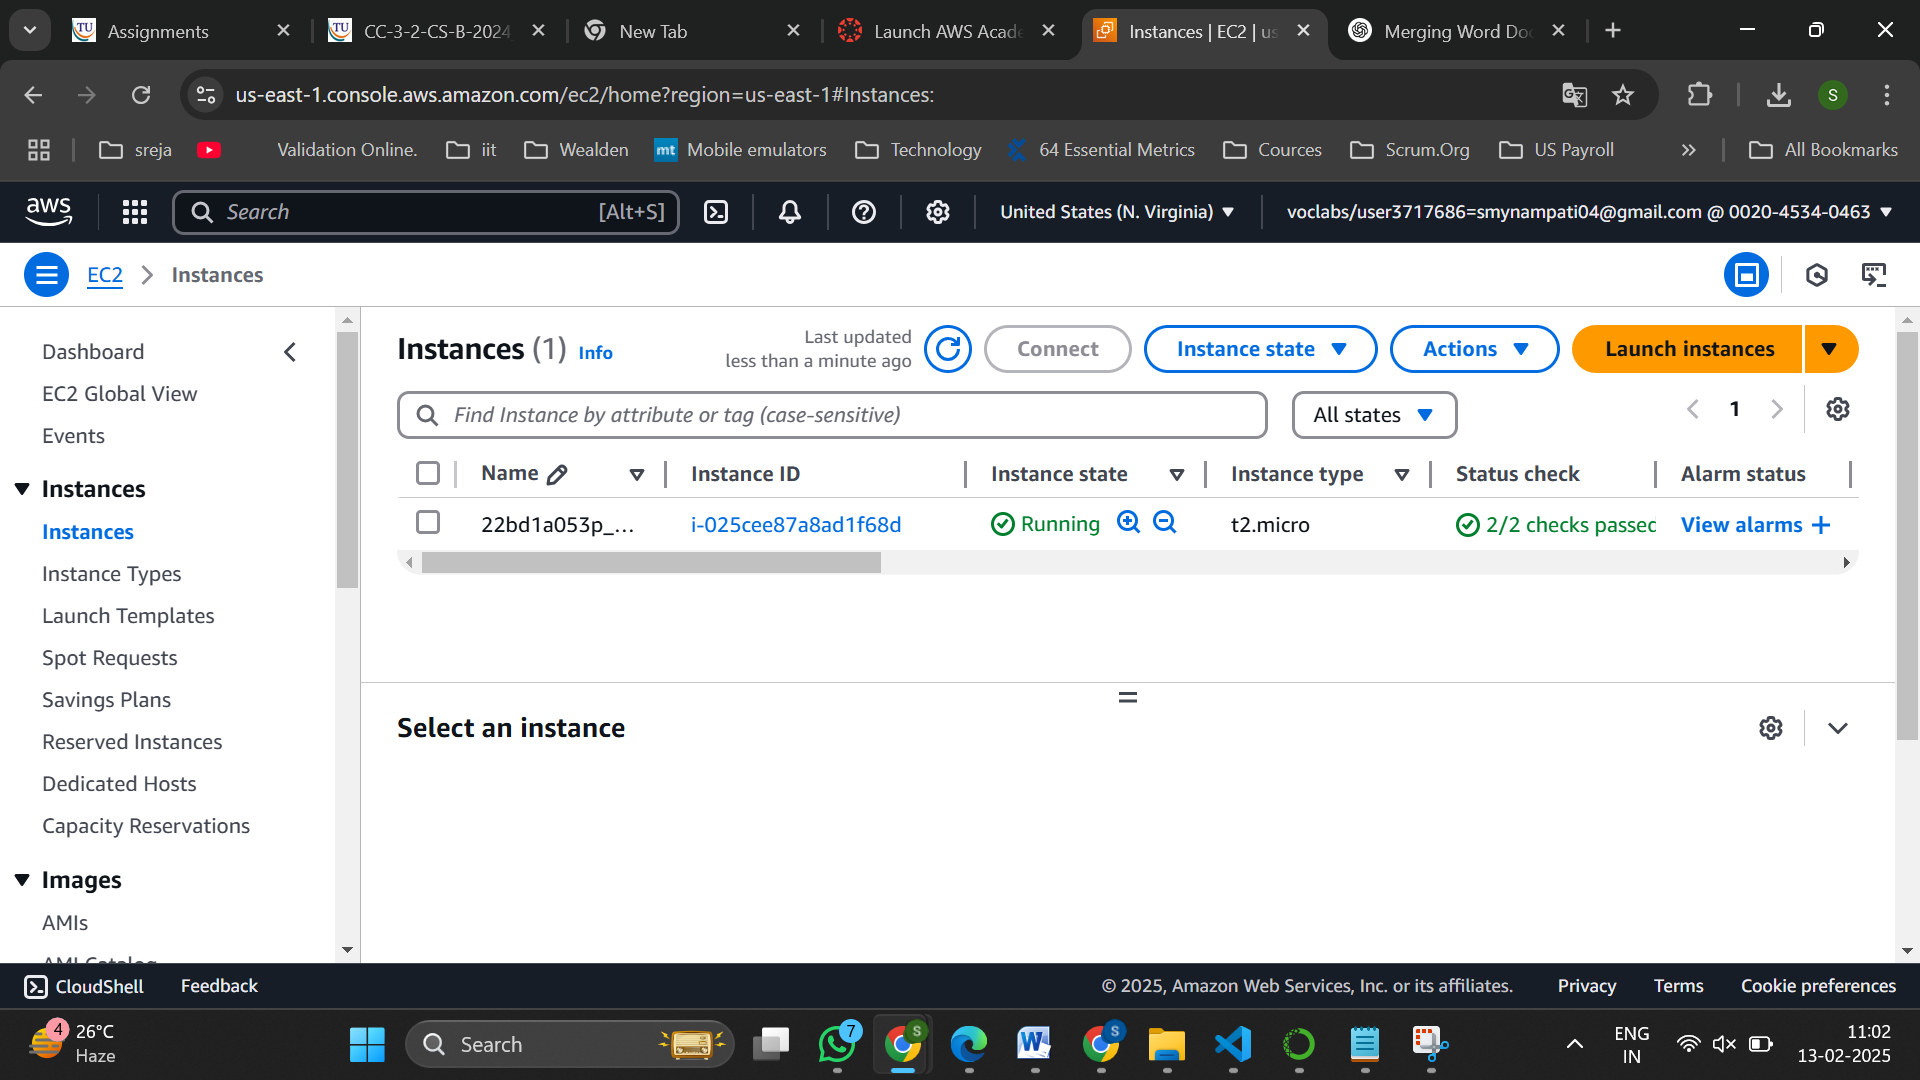 Assignments
CC-3-2-CS-B-2024
New Tab
Launch AWS Acade
Instances | EC2 | us
Merging Word Doc
us-east-1.console.aws.amazon.com/ec2/home?region=us-east-1#Instances:
S
sreja
Validation Online.
iit
Wealden
mt Mobile emulators
Technology
64 Essential Metrics
Cources
Scrum.Org
US Payroll
»
All Bookmarks
aws
Search
[Alt+S]
United States (N. Virginia)
voclabs/user3717686=smynampati04@gmail.com @ 0020-4534-0463
EC2
Instances
Dashboard
EC2 Global View
Events
Instances
Instances
Instance Types
Launch Templates
Spot Requests
Savings Plans
Reserved Instances
Dedicated Hosts
Capacity Reservations
Images
AMIs
AMI Catalog
Instances (1) Info
Last updated
less than a minute ago
Connect
Instance state
Actions
Launch instances
Find Instance by attribute or tag (case-sensitive)
All states
1
Name
Instance ID
Instance state
Instance type
Status check
Alarm status
22bd1a053p_...
i-025cee87a8ad1f68d
Running
t2.micro
2/2 checks passec
View alarms +
Select an instance
CloudShell
Feedback
© 2025, Amazon Web Services, Inc. or its affiliates.
Privacy
Terms
Cookie preferences
4
26°C
Haze
Search
7
S
S
ENG
IN
11:02
13-02-2025